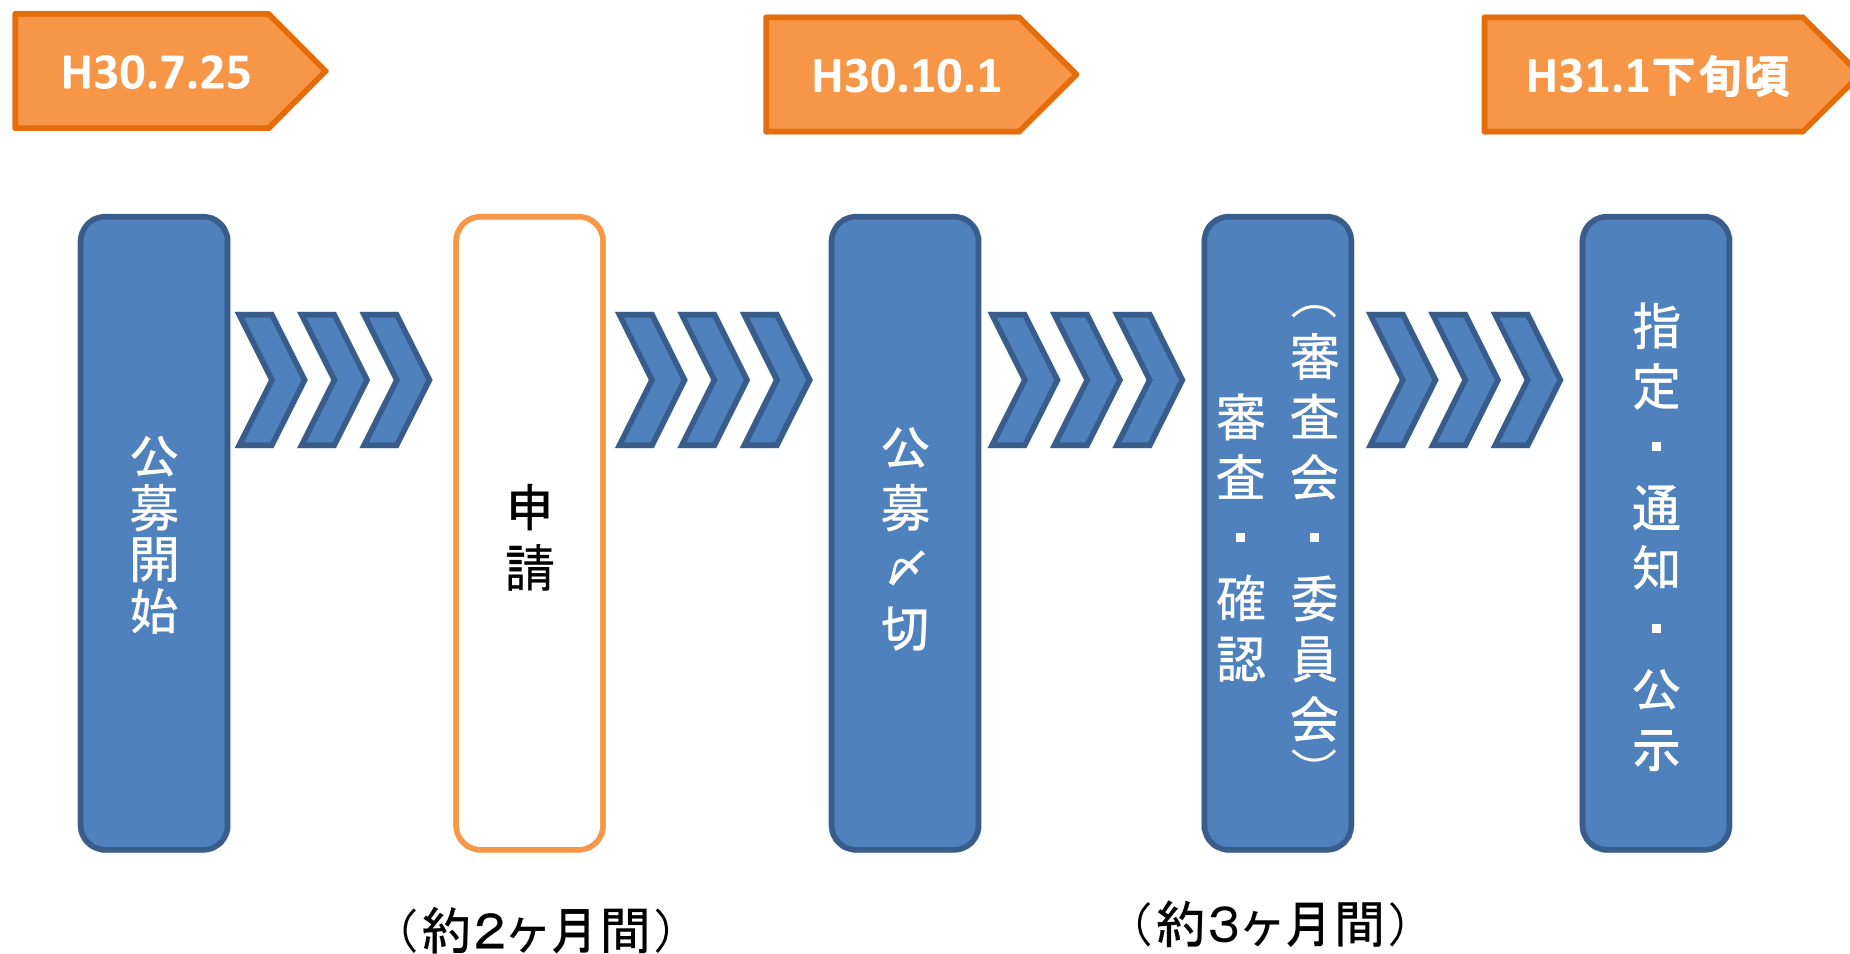 H30.7.25
H30.10.1
H31.1下旬頃
公募開始
申請
公募〆切
審査・確認
（審査会・委員会）
指定・通知・公示
（約2ヶ月間）
（約3ヶ月間）